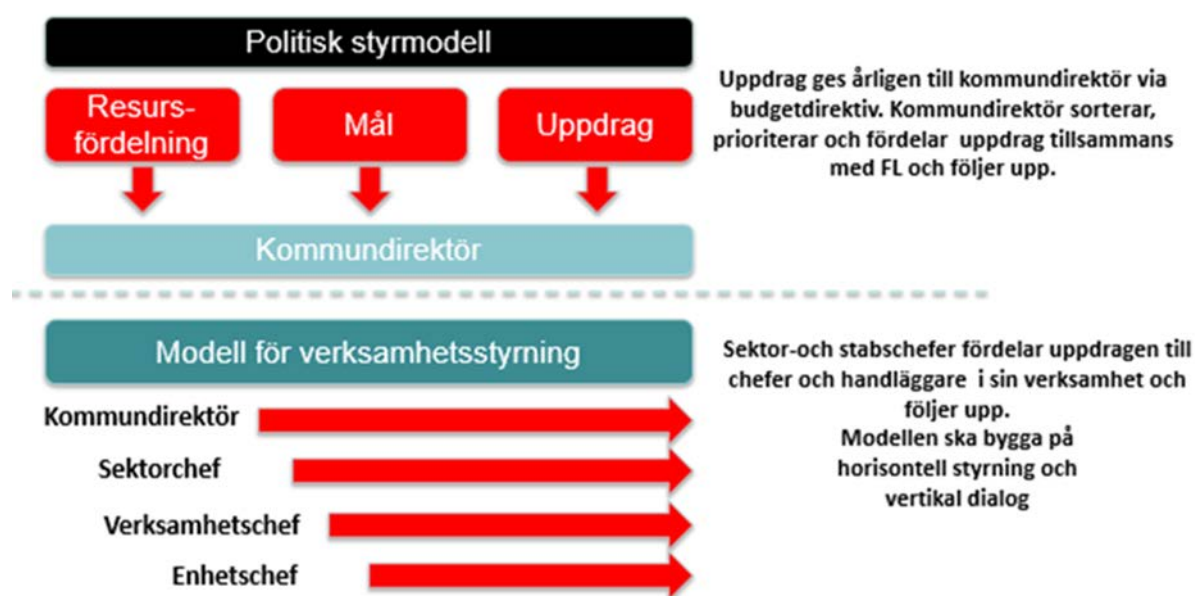 Politisk styrmodell
Resurs-
fördelning
Mål
Uppdrag
Uppdrag ges årligen till kommundirektör via
budgetdirektiv. Kommundirektör sorterar,
prioriterar och fördelar uppdrag tillsammans
med FL och följer upp.
Kommundirektör
Modell för verksamhetsstyrning
Sektor-och stabschefer fördelar uppdragen till
chefer och handläggare i sin verksamhet och
följer upp.
Modellen ska bygga på
horisontell styrning och
vertikal dialog
Kommundirektör
Sektorchef
Verksamhetschef
Enhetschef